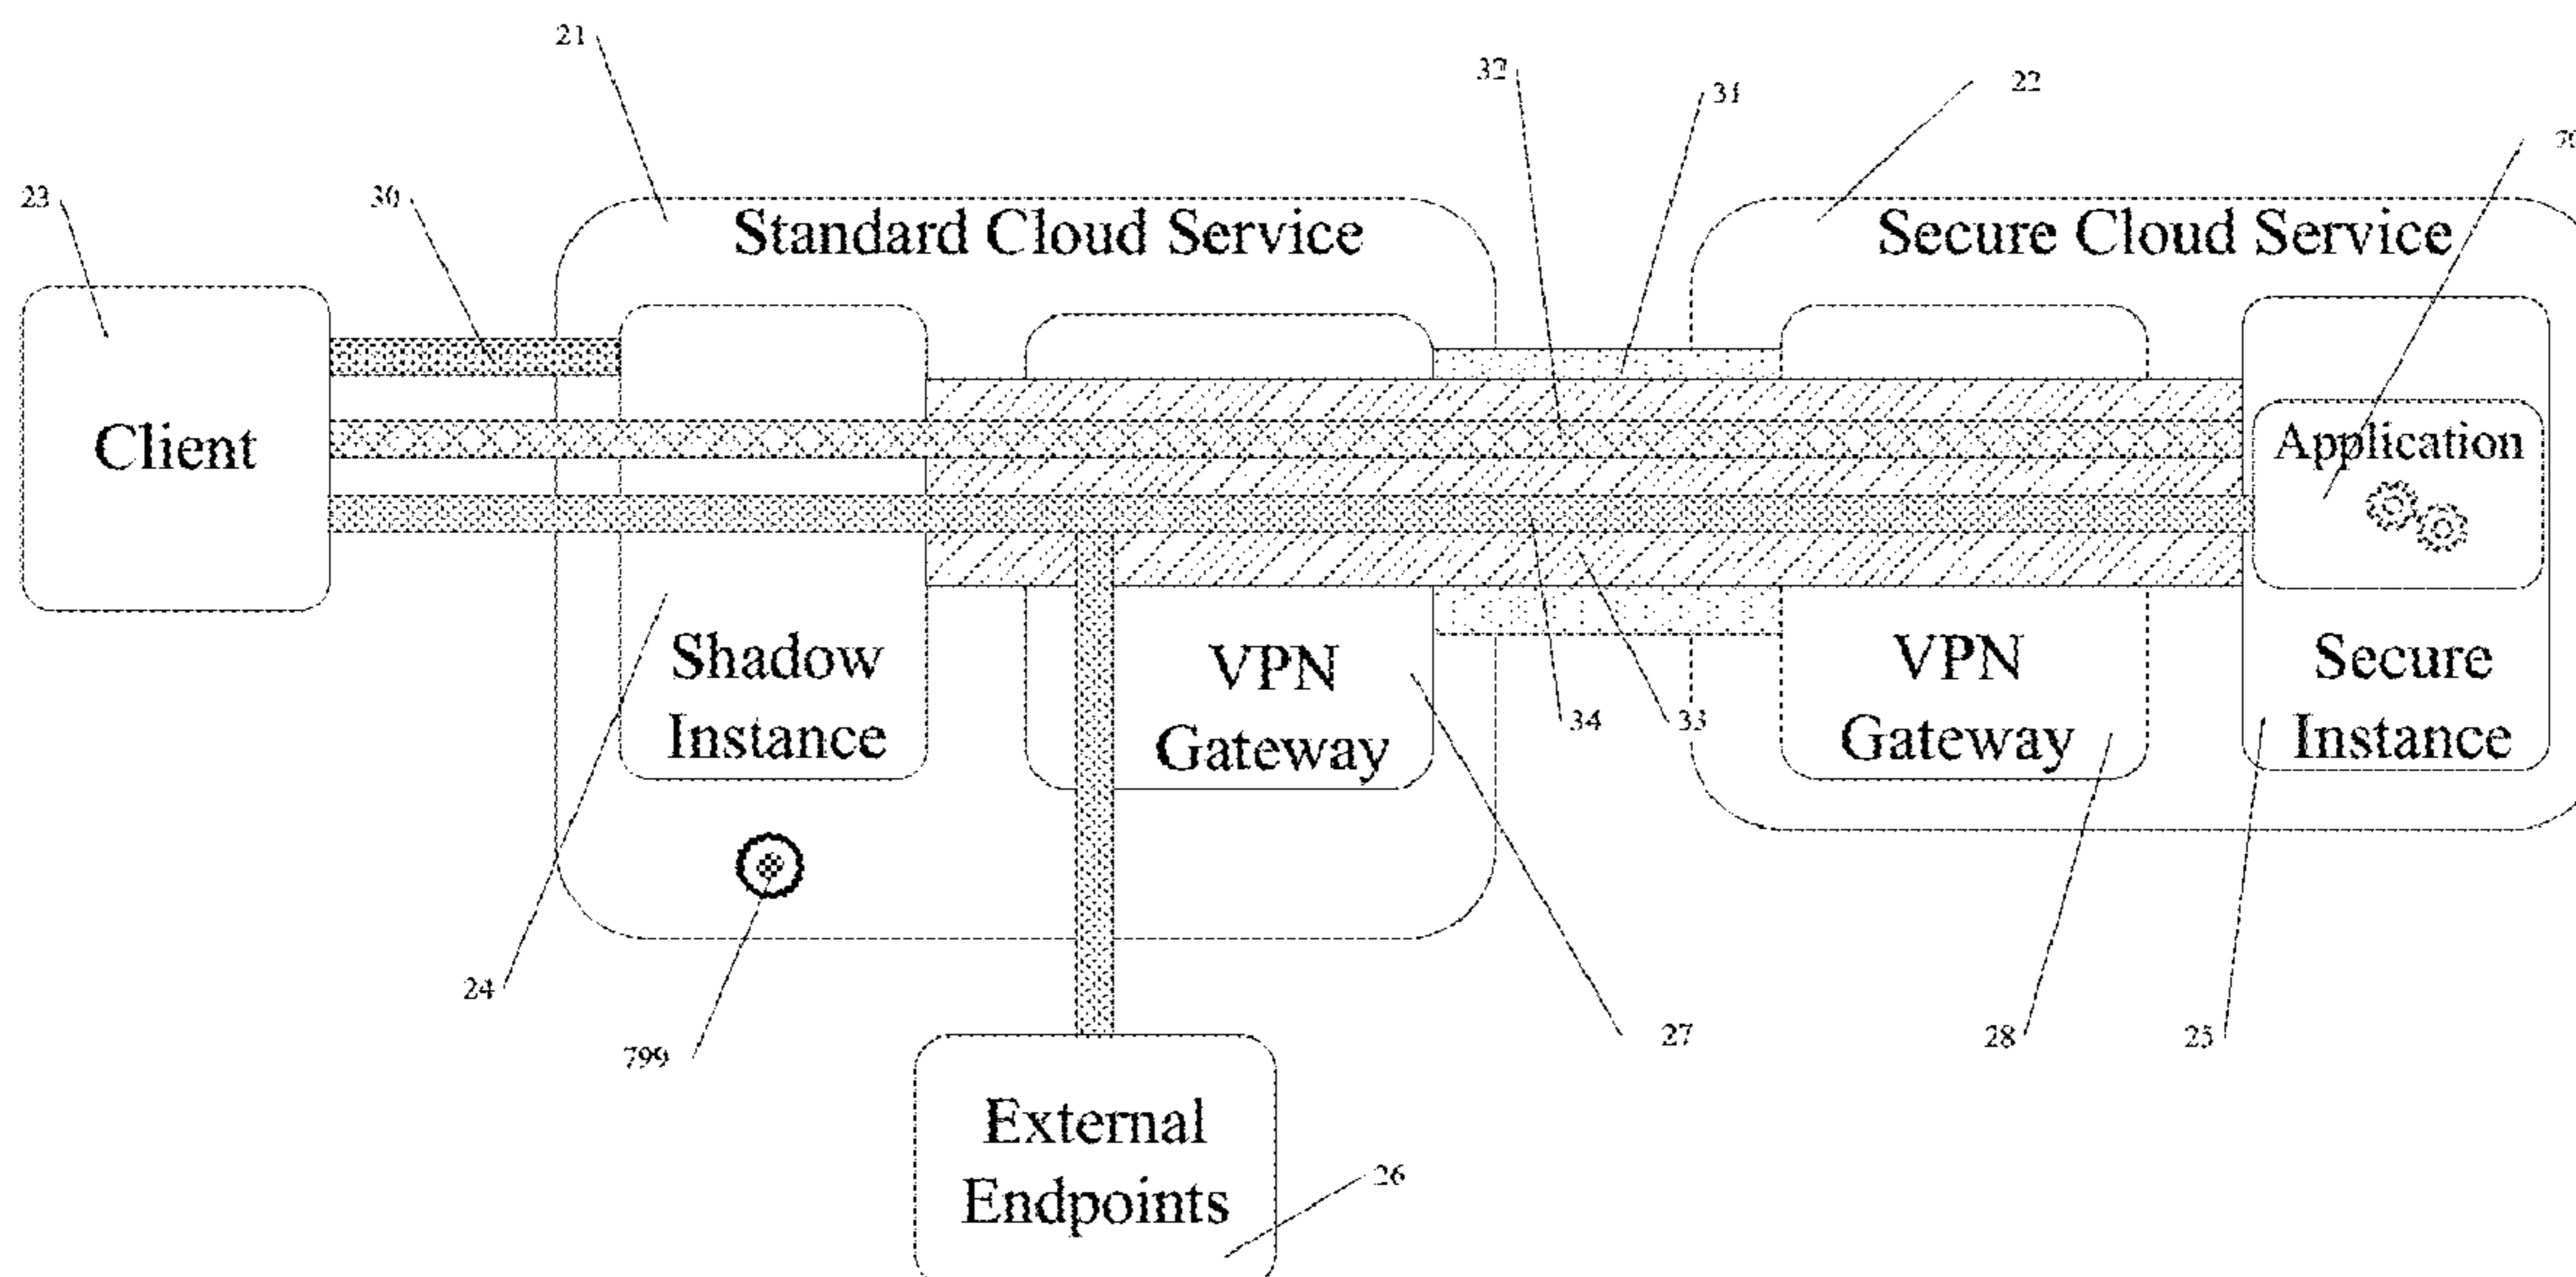 21
32
31
22
23
30
Standard Cloud Service
Secure Cloud Service
Client
Application
Shadow
Instance
VPN
Gateway
VPN
Gateway
Secure
Instance
34
33
24
799
27
28
25
External
Endpoints
26